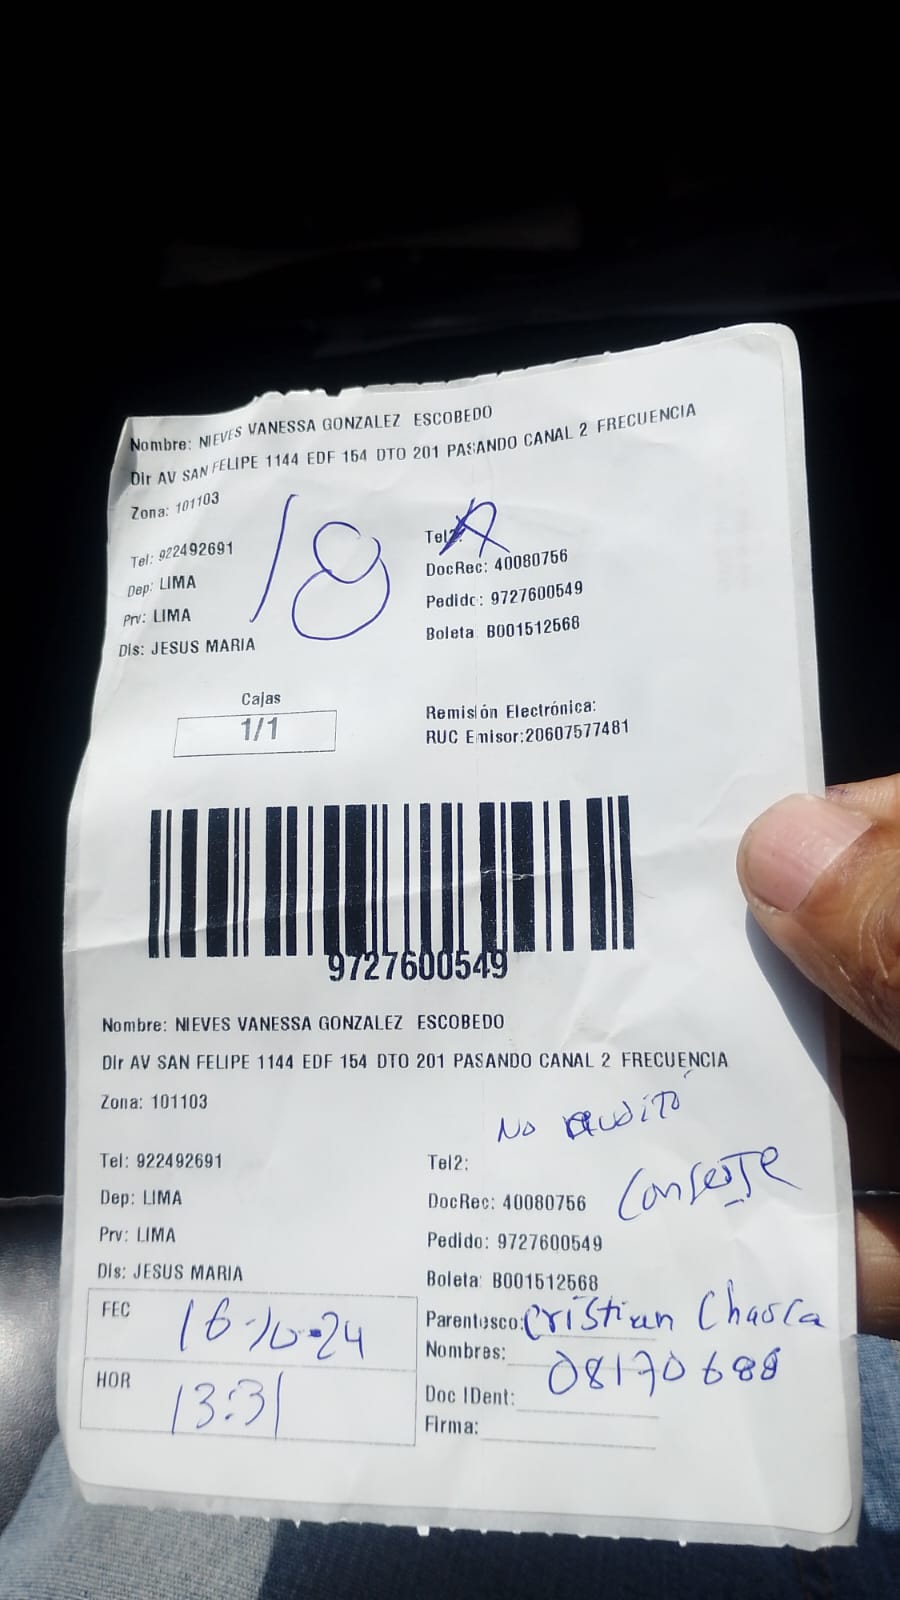 Nombre: NIEVES VANESSA GONZALEZ ESCOBEDO
Dir AV SAN FELIPE 1144 EDF 154 DTO 201 PASANDO CANAL 2 FRECUENCIA
Zona: 101103
Tel: 922492691
Tel2:
18
DocRec: 40080756
Dep: LIMA
Pedido: 9727600549
Prv: LIMA
Boleta: B001512568
Dis: JESUS MARIA
Cajas
1/1
Remisión Electrónica:
RUC Emisor:20607577481
9727600549
Nombre: NIEVES VANESSA GONZALEZ ESCOBEDO
Dir AV SAN FELIPE 1144 EDF 154 DTO 201 PASANDO CANAL 2 FRECUENCIA
Zona: 101103
No
Tel: 922492691
Tel2:
Conserje
Dep: LIMA
DocRec: 40080756
Prv: LIMA
Pedido: 9727600549
Dis: JESUS MARIA
Boleta: B001512568
FEC 16-10-24
Parentesco: Cristian
Nombres:
HOR 13:31
Doc IDent: 08170688
Firma: